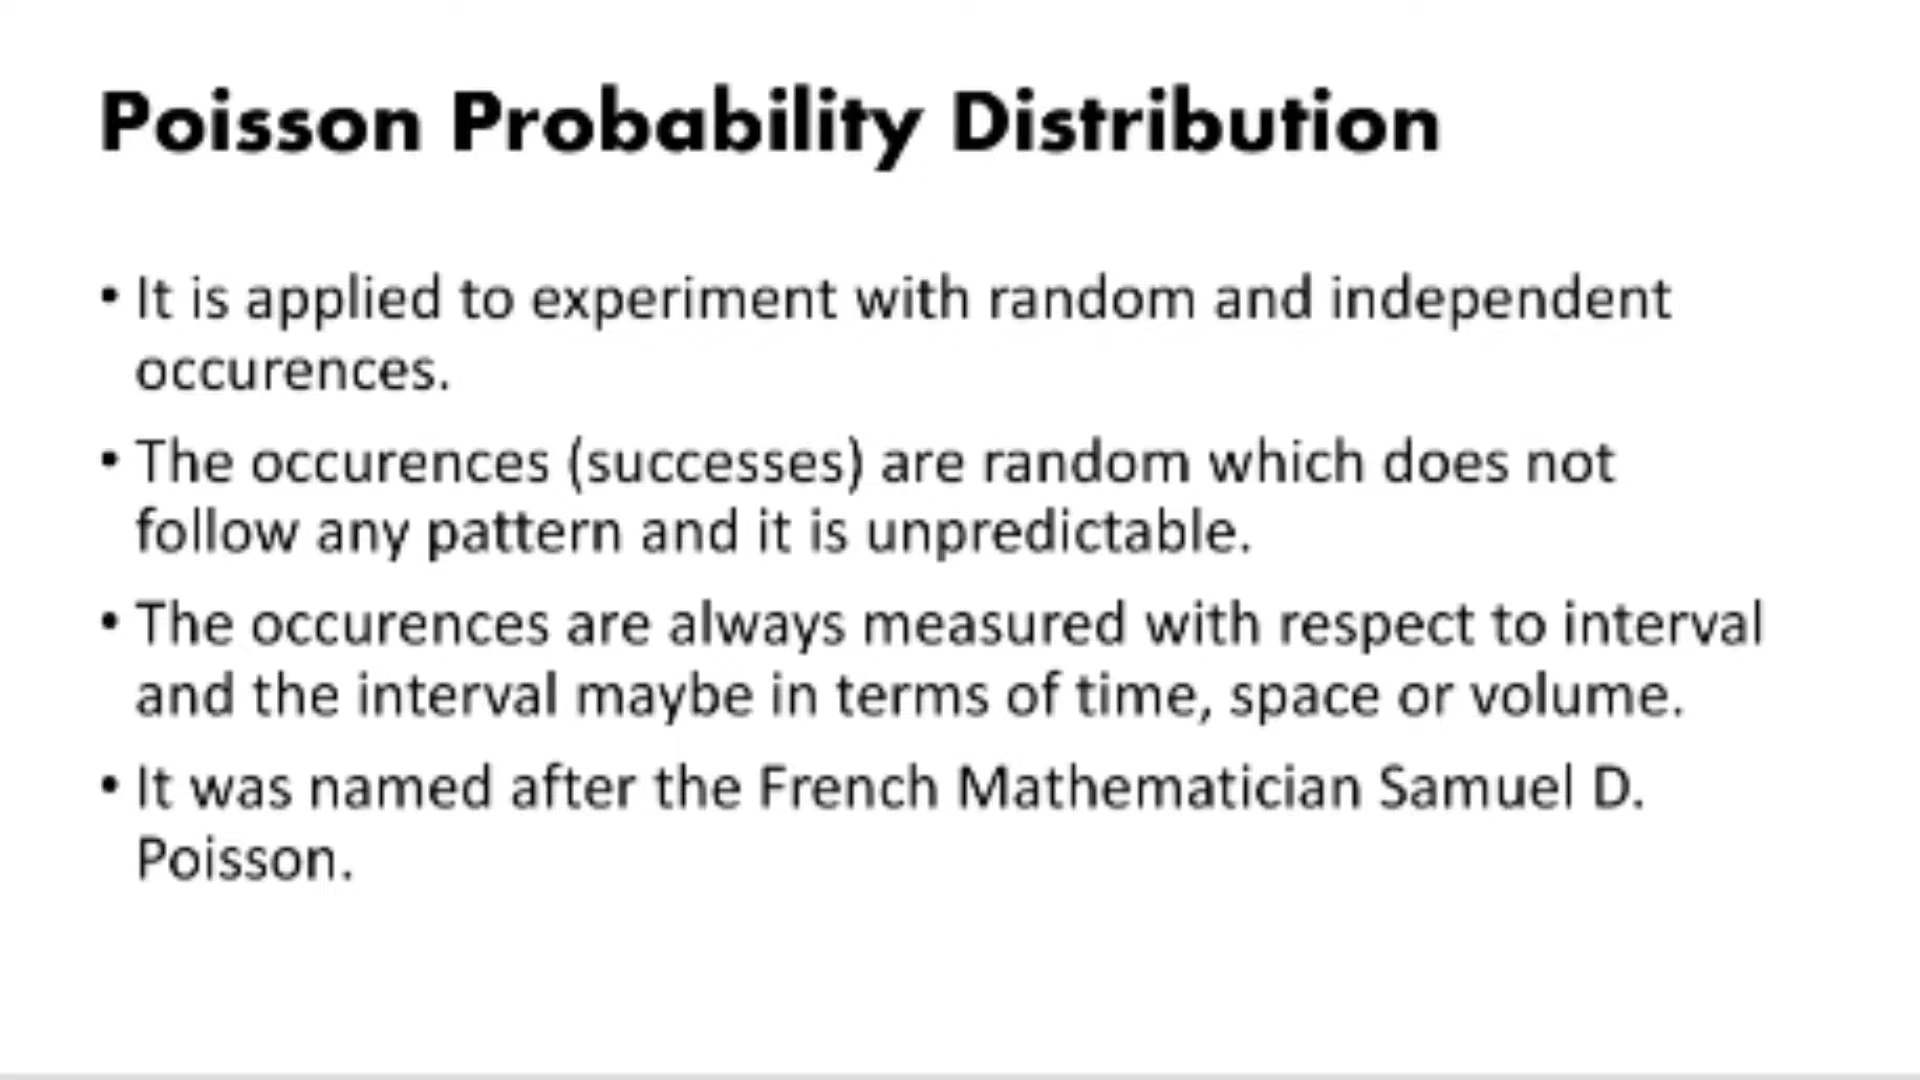 Poisson Probability Distribution
• It is applied to experiment with random and independent
occurences.
• The occurences (successes) are random which does not
follow any pattern and it is unpredictable.
• The occurences are always measured with respect to interval
and the interval maybe in terms of time, space or volume.
• It was named after the French Mathematician Samuel D.
Poisson.